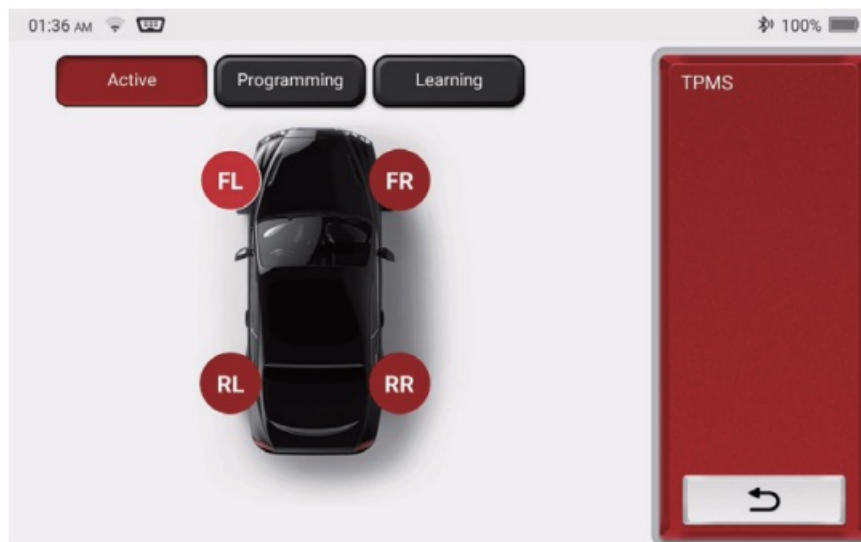 01:36 AM 100%
Active Programming Learning
TPMS
FL FR
RL RR